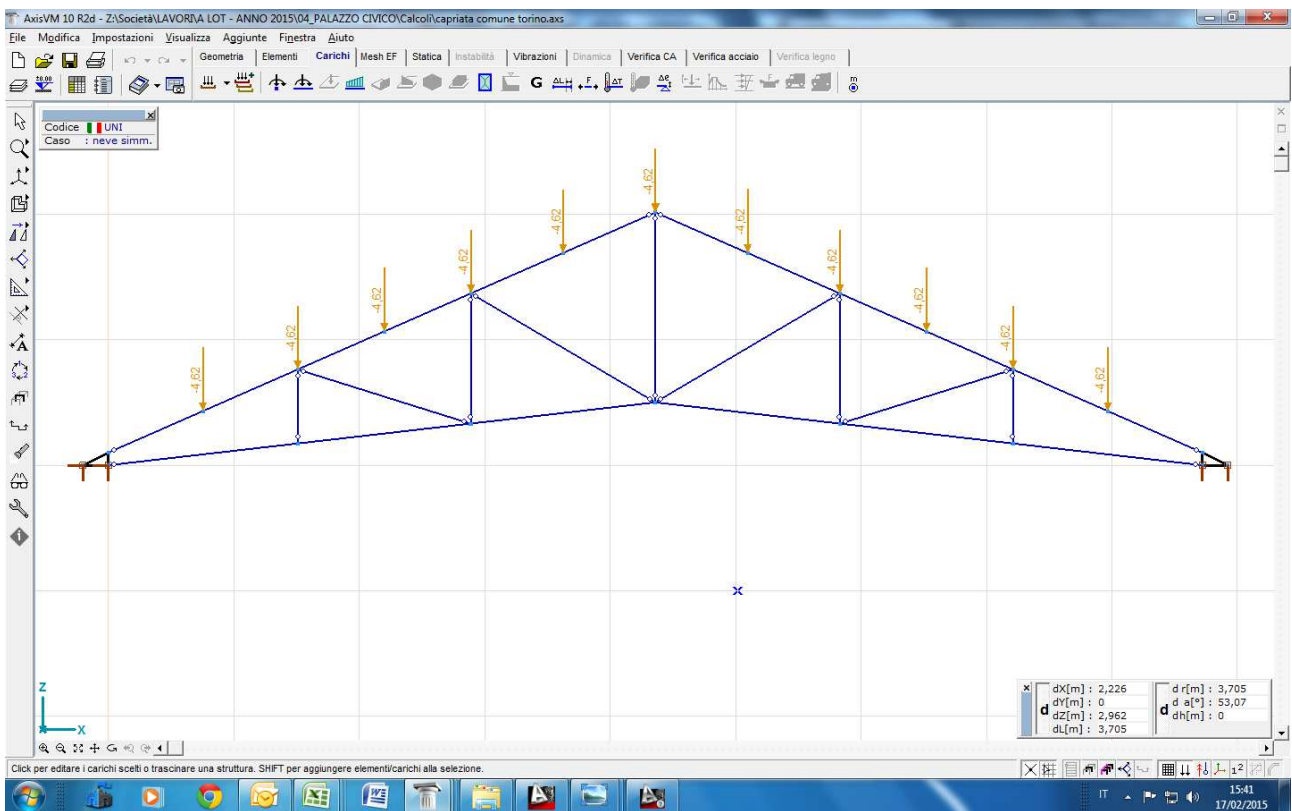 AxisVM 10 R2d - Z:\Società\LAVORI\A LOT - ANNO 2015\04_PALAZZO CIVICO\Calcoli\capriata comune torino.axs
File Modifica Impostazioni Visualizza Aggiunte Finestra Aiuto
Geometria Elementi Carichi Mesh EF Statica Instabilità Vibrazioni Dinamica Verifica CA Verifica acciaio Verifica legno
Codice UNI
Caso : neve simm.
-4,62
-4,62
-4,62
-4,62
-4,62
-4,62
-4,62
-4,62
-4,62
-4,62
-4,62
Z
X
dX[m] : 2,226
dY[m] : 0
dZ[m] : 2,962
dL[m] : 3,705
d
d r[m] : 3,705
d a[°] : 53,07
dh[m] : 0
d
Click per editare i carichi scelti o trascinare una struttura. SHIFT per aggiungere elementi/carichi alla selezione.
IT
15:41
17/02/2015